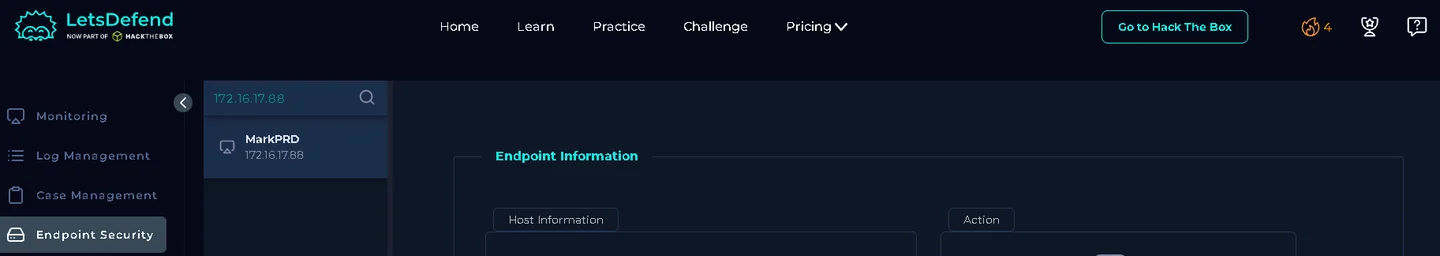 LetsDefend
NOW PART OF HACKTHEBOX
Home Learn Practice Challenge Pricing
Go to Hack The Box
4
Monitoring
Log Management
Case Management
Endpoint Security
172.16.17.88
MarkPRD
172.16.17.88
Endpoint Information
Host Information
Action